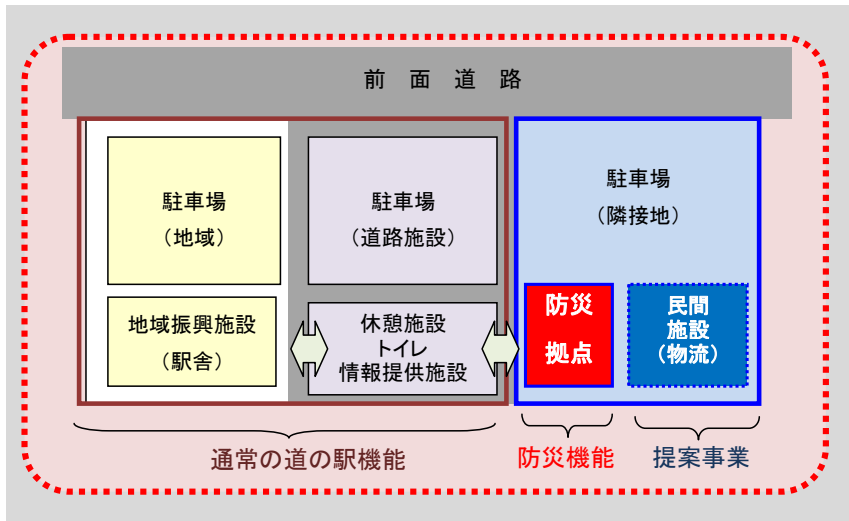 前面道路
駐車場
（地域）
駐車場
（道路施設）
駐車場
（隣接地）
地域振興施設
（駅舎）
休憩施設
トイレ
情報提供施設
防災
拠点
民間
施設
（物流）
通常の道の駅機能
防災機能
提案事業